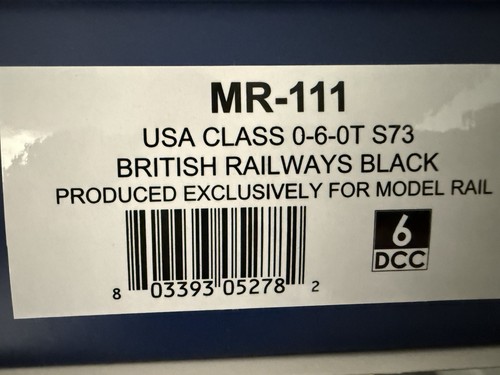 MR-111
USA CLASS 0-6-0T S73
BRITISH RAILWAYS BLACK
PRODUCED EXCLUSIVELY FOR MODEL RAIL
6
DCC
8 03393 05278 2